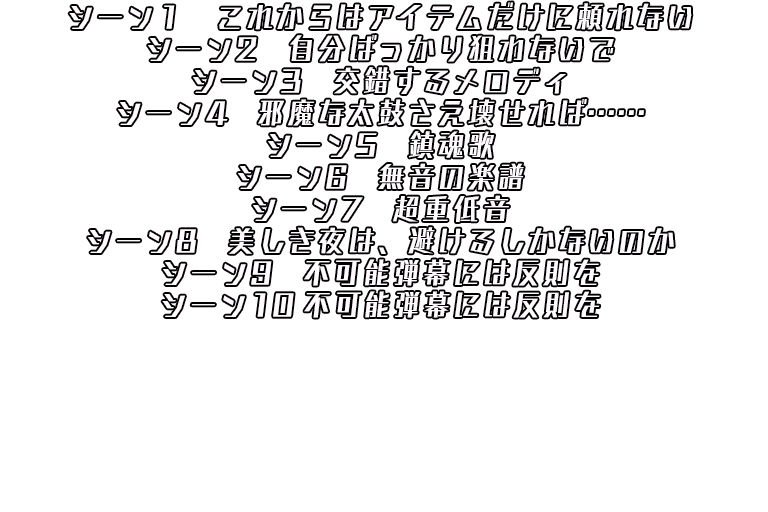 シーン1　これからはアイテムだけに頼れない
シーン2　自分ばっかり狙わないで
シーン3　交錯するメロディ
シーン4　邪魔な太鼓さえ壊せれば……
シーン5　鎮魂歌
シーン6　無音の楽譜
シーン7　超重低音
シーン8　美しき夜は、避けるしかないのか
シーン9　不可能弾幕には反則を
シーン10 不可能弾幕には反則を